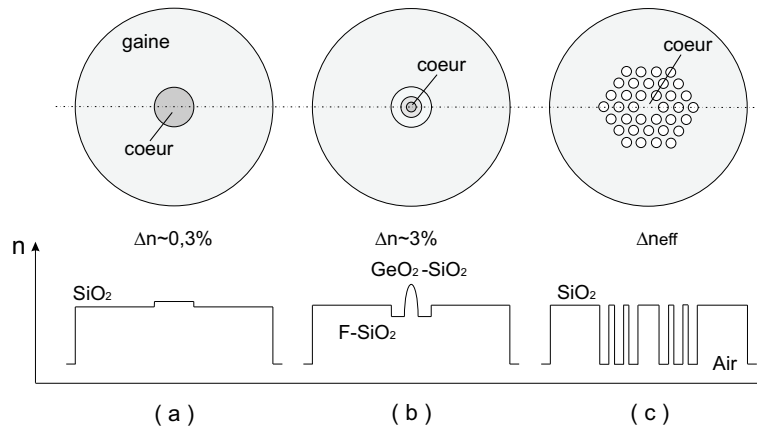 gaine
coeur
coeur
coeur
Δn~0,3%
Δn~3%
Δneff
n
GeO₂-SiO₂
SiO₂
SiO₂
F-SiO₂
Air
( a )
( b )
( c )